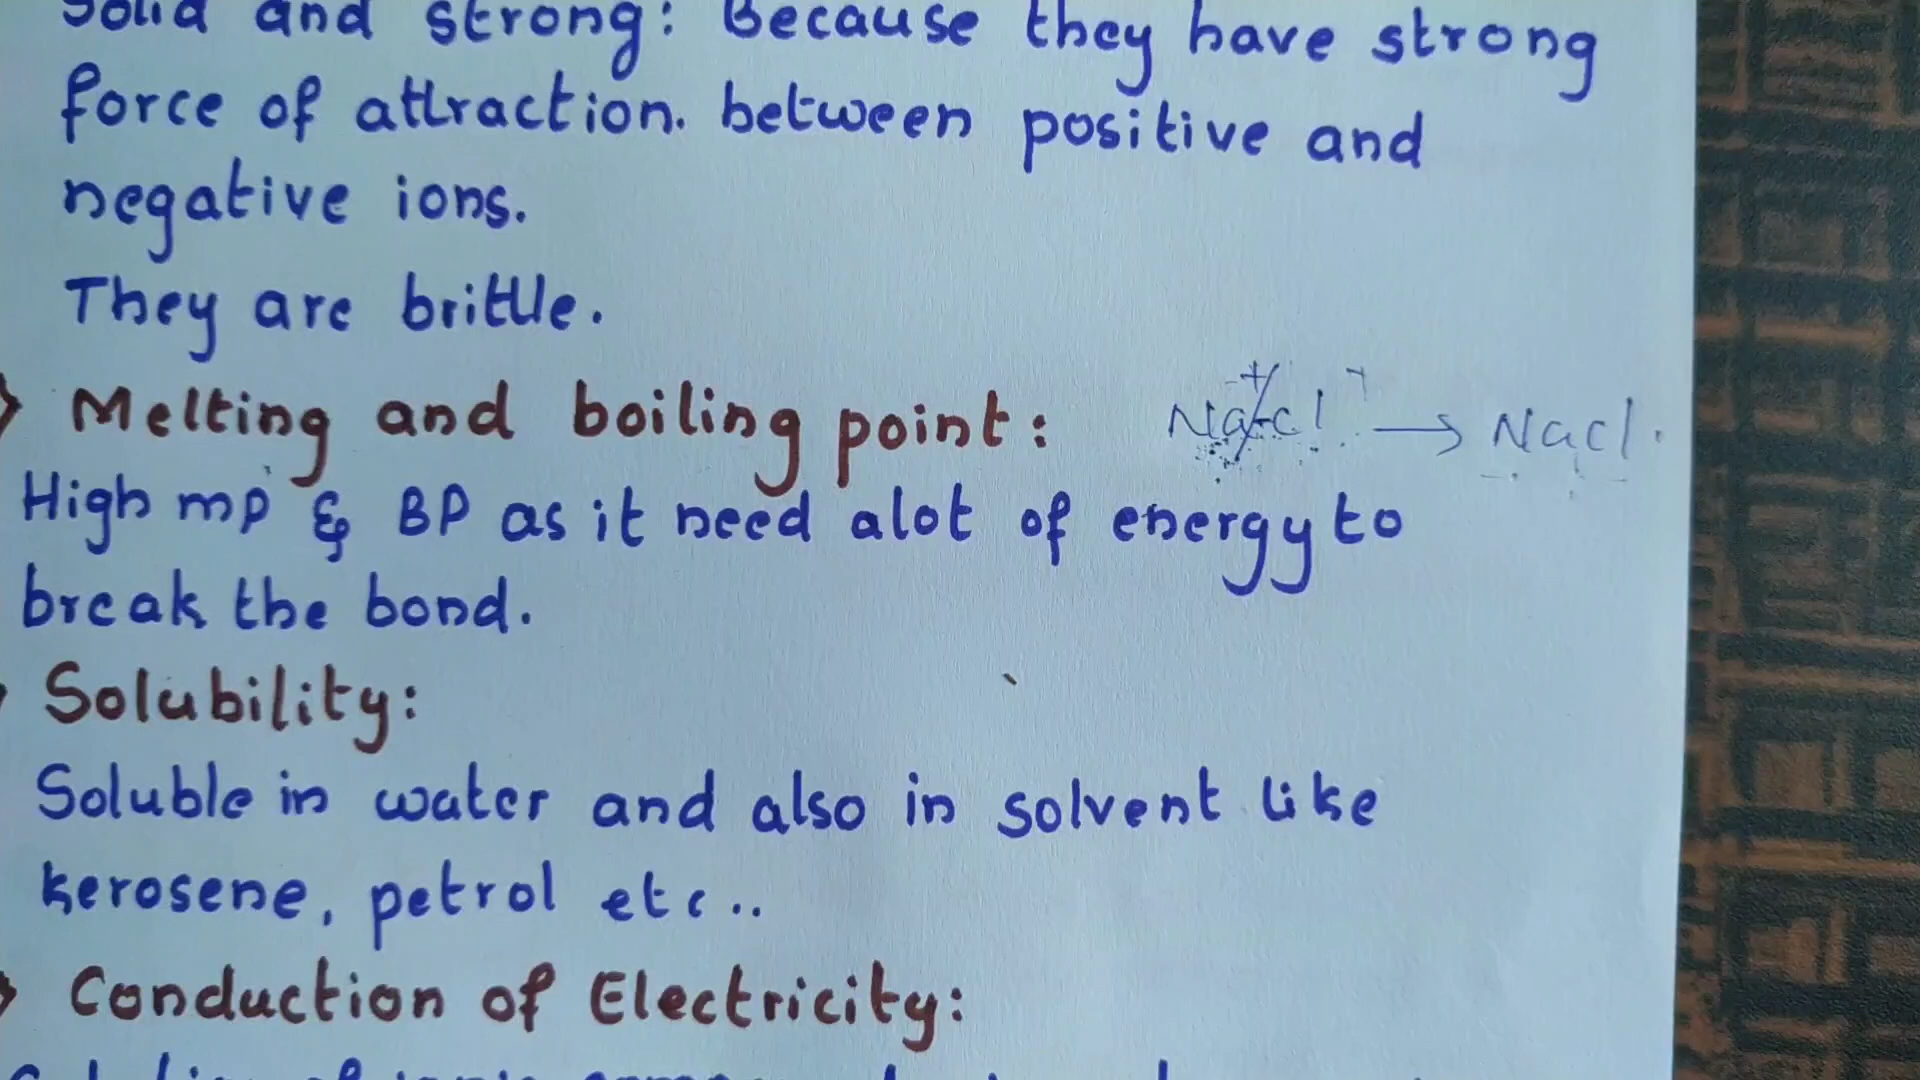 Solid and strong: Because they have strong
force of attraction. between positive and
negative ions.
They are brittle.
Melting and boiling point:
Na+ Cl → NaCl.
High mp & BP as it need alot of energy to
break the bond.
Solubility:
Soluble in water and also in solvent like
kerosene, petrol etc..
Conduction of Electricity: